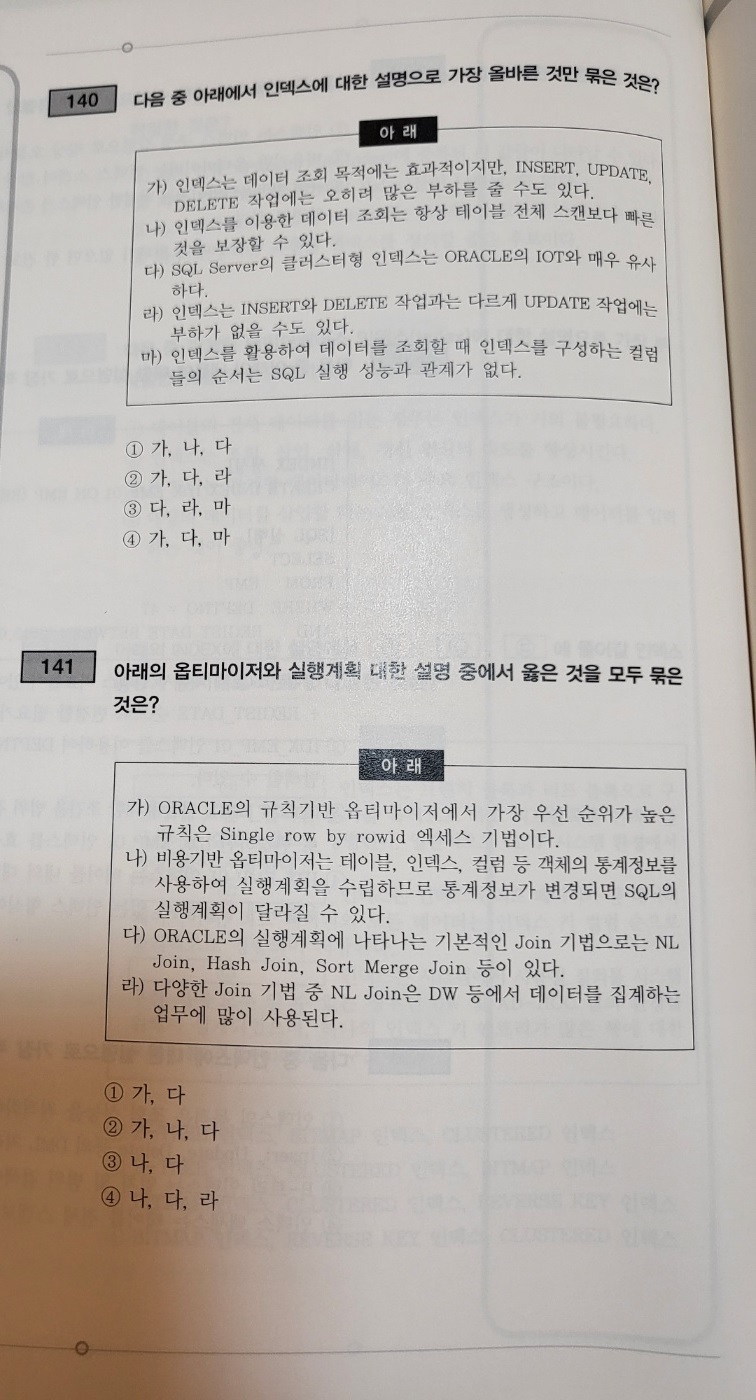 140 다음 중 아래에서 인덱스에 대한 설명으로 가장 올바른 것만 묶은 것은?
아 래
가) 인덱스는 데이터 조회 목적에는 효과적이지만, INSERT, UPDATE,
DELETE 작업에는 오히려 많은 부하를 줄 수도 있다.
나) 인덱스를 이용한 데이터 조회는 항상 테이블 전체 스캔보다 빠른
것을 보장할 수 있다.
다) SQL Server의 클러스터형 인덱스는 ORACLE의 IOT와 매우 유사
하다.
라) 인덱스는 INSERT와 DELETE 작업과는 다르게 UPDATE 작업에는
부하가 없을 수도 있다.
마) 인덱스를 활용하여 데이터를 조회할 때 인덱스를 구성하는 컬럼
들의 순서는 SQL 실행 성능과 관계가 없다.
① 가, 나, 다
② 가, 다, 라
③ 다, 라, 마
④ 가, 다, 마
141 아래의 옵티마이저와 실행계획 대한 설명 중에서 옳은 것을 모두 묶은
것은?
아 래
가) ORACLE의 규칙기반 옵티마이저에서 가장 우선 순위가 높은
규칙은 Single row by rowid 엑세스 기법이다.
나) 비용기반 옵티마이저는 테이블, 인덱스, 컬럼 등 객체의 통계정보를
사용하여 실행계획을 수립하므로 통계정보가 변경되면 SQL의
실행계획이 달라질 수 있다.
다) ORACLE의 실행계획에 나타나는 기본적인 Join 기법으로는 NL
Join, Hash Join, Sort Merge Join 등이 있다.
라) 다양한 Join 기법 중 NL Join은 DW 등에서 데이터를 집계하는
업무에 많이 사용된다.
① 가, 다
② 가, 나, 다
③ 나, 다
④ 나, 다, 라